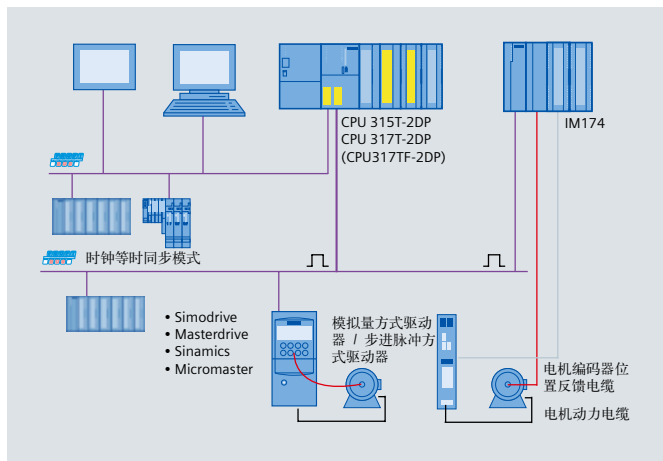 CPU 315T-2DP
CPU 317T-2DP
(CPU317TF-2DP)
IM174
时钟等时同步模式
• Simodrive
• Masterdrive
• Sinamics
• Micromaster
模拟量方式驱动
器 / 步进脉冲方
式驱动器
电机编码器位
置反馈电缆
电机动力电缆